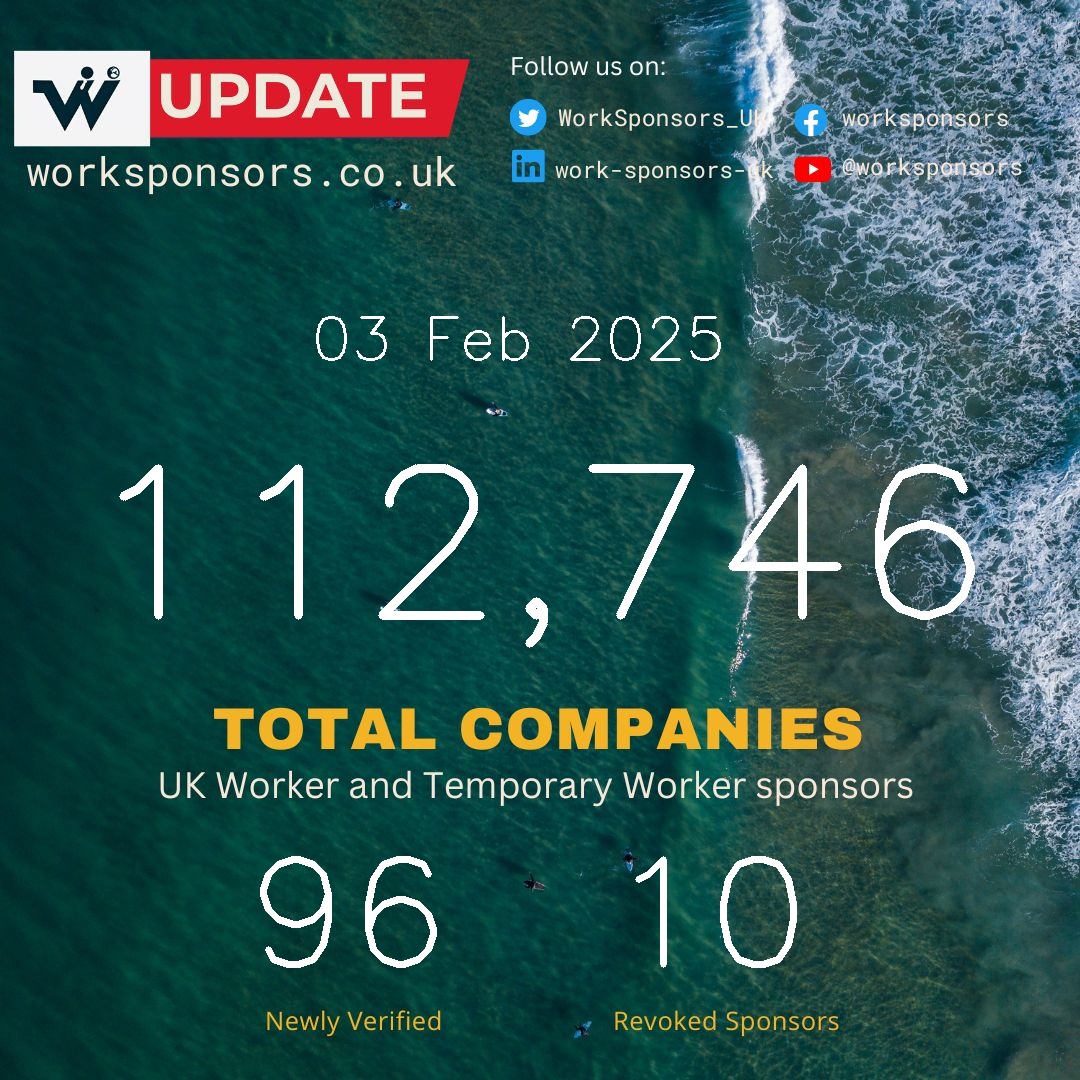 UPDATE
worksponsors.co.uk
Follow us on:
WorkSponsors_UK
worksponsors
work-sponsors-uk
@worksponsors
03 Feb 2025
112,746
TOTAL COMPANIES
UK Worker and Temporary Worker sponsors
96 10
Newly Verified Revoked Sponsors